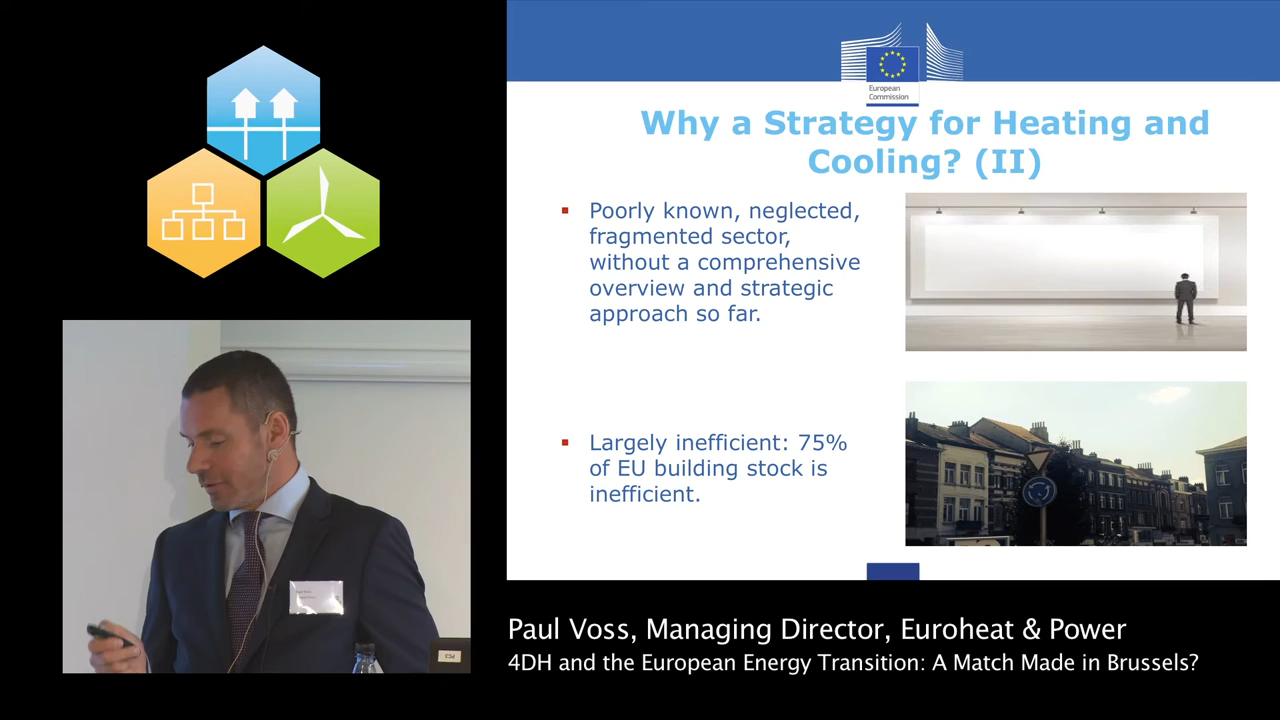 European
Commission
Why a Strategy for Heating and
Cooling? (II)
Poorly known, neglected,
fragmented sector,
without a comprehensive
overview and strategic
approach so far.
Largely inefficient: 75%
of EU building stock is
inefficient.
Paul Voss, Managing Director, Euroheat & Power
4DH and the European Energy Transition: A Match Made in Brussels?